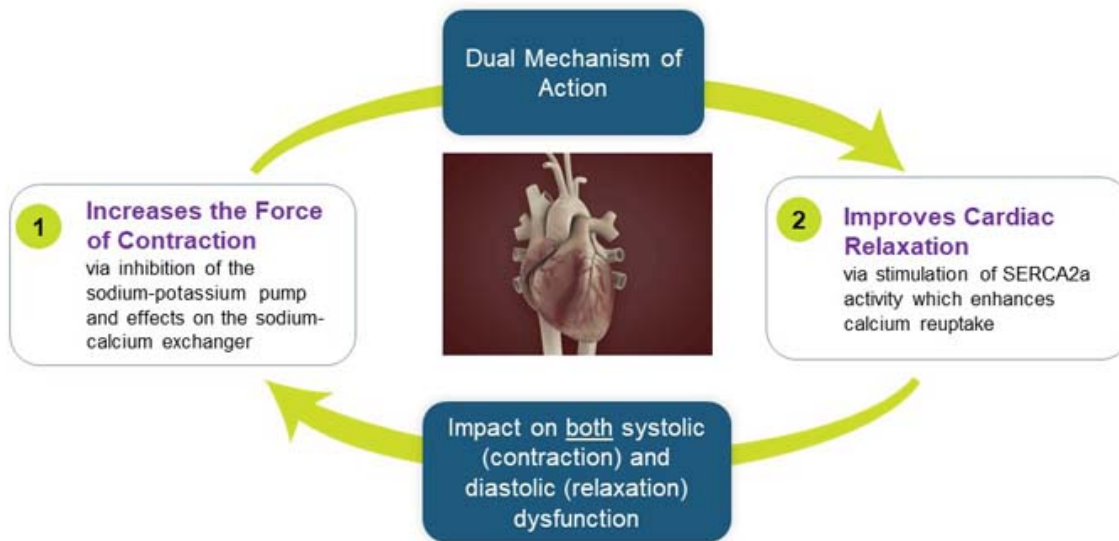 Dual Mechanism of
Action
1
Increases the Force
of Contraction
via inhibition of the
sodium-potassium pump
and effects on the sodium-
calcium exchanger
2
Improves Cardiac
Relaxation
via stimulation of SERCA2a
activity which enhances
calcium reuptake
Impact on both systolic
(contraction) and
diastolic (relaxation)
dysfunction